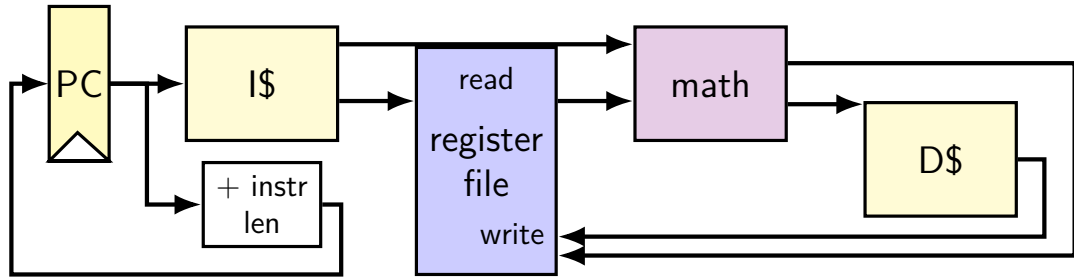 PC
I$
+ instr
len
read
register
file
write
math
D$